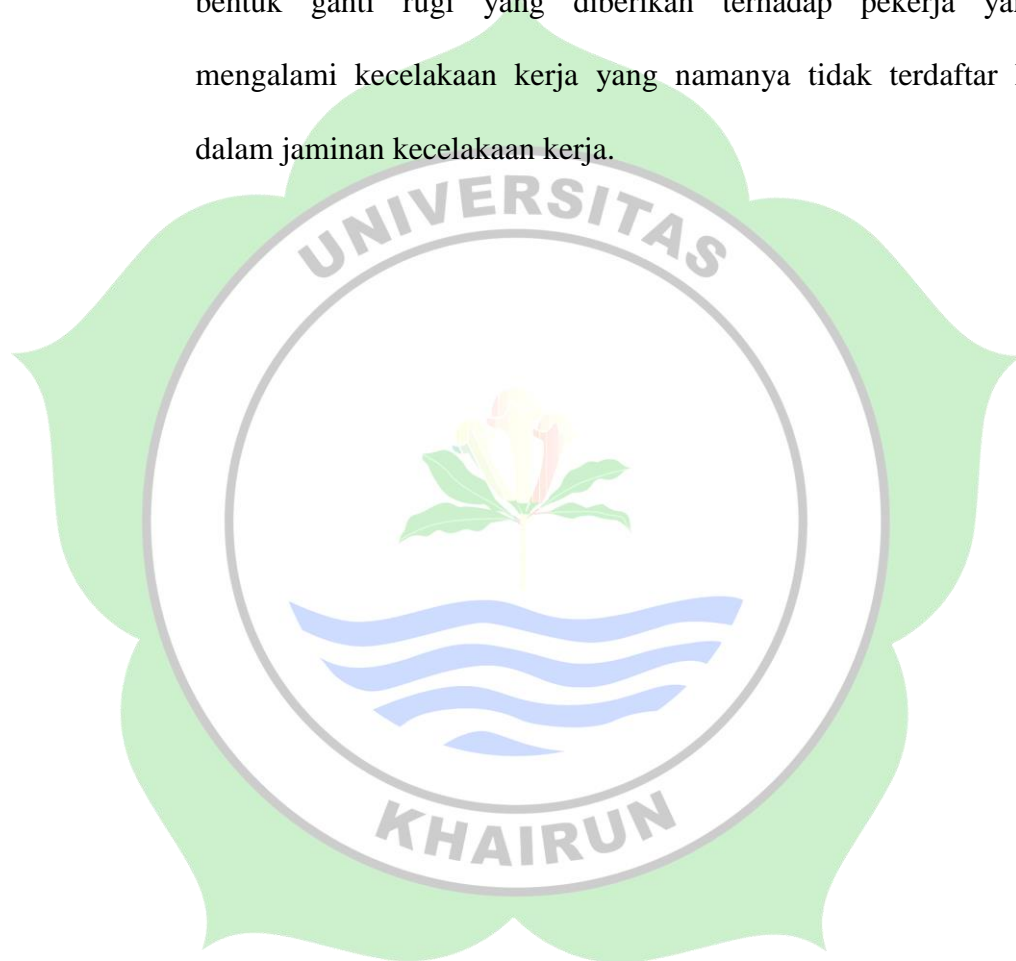 bentuk ganti rugi yang diberikan terhadap pekerja
mengalami kecelakaan kerja yang namanya tidak terdaftar
dalam jaminan kecelakaan kerja.
UNIVERSITAS
KHAIRUN